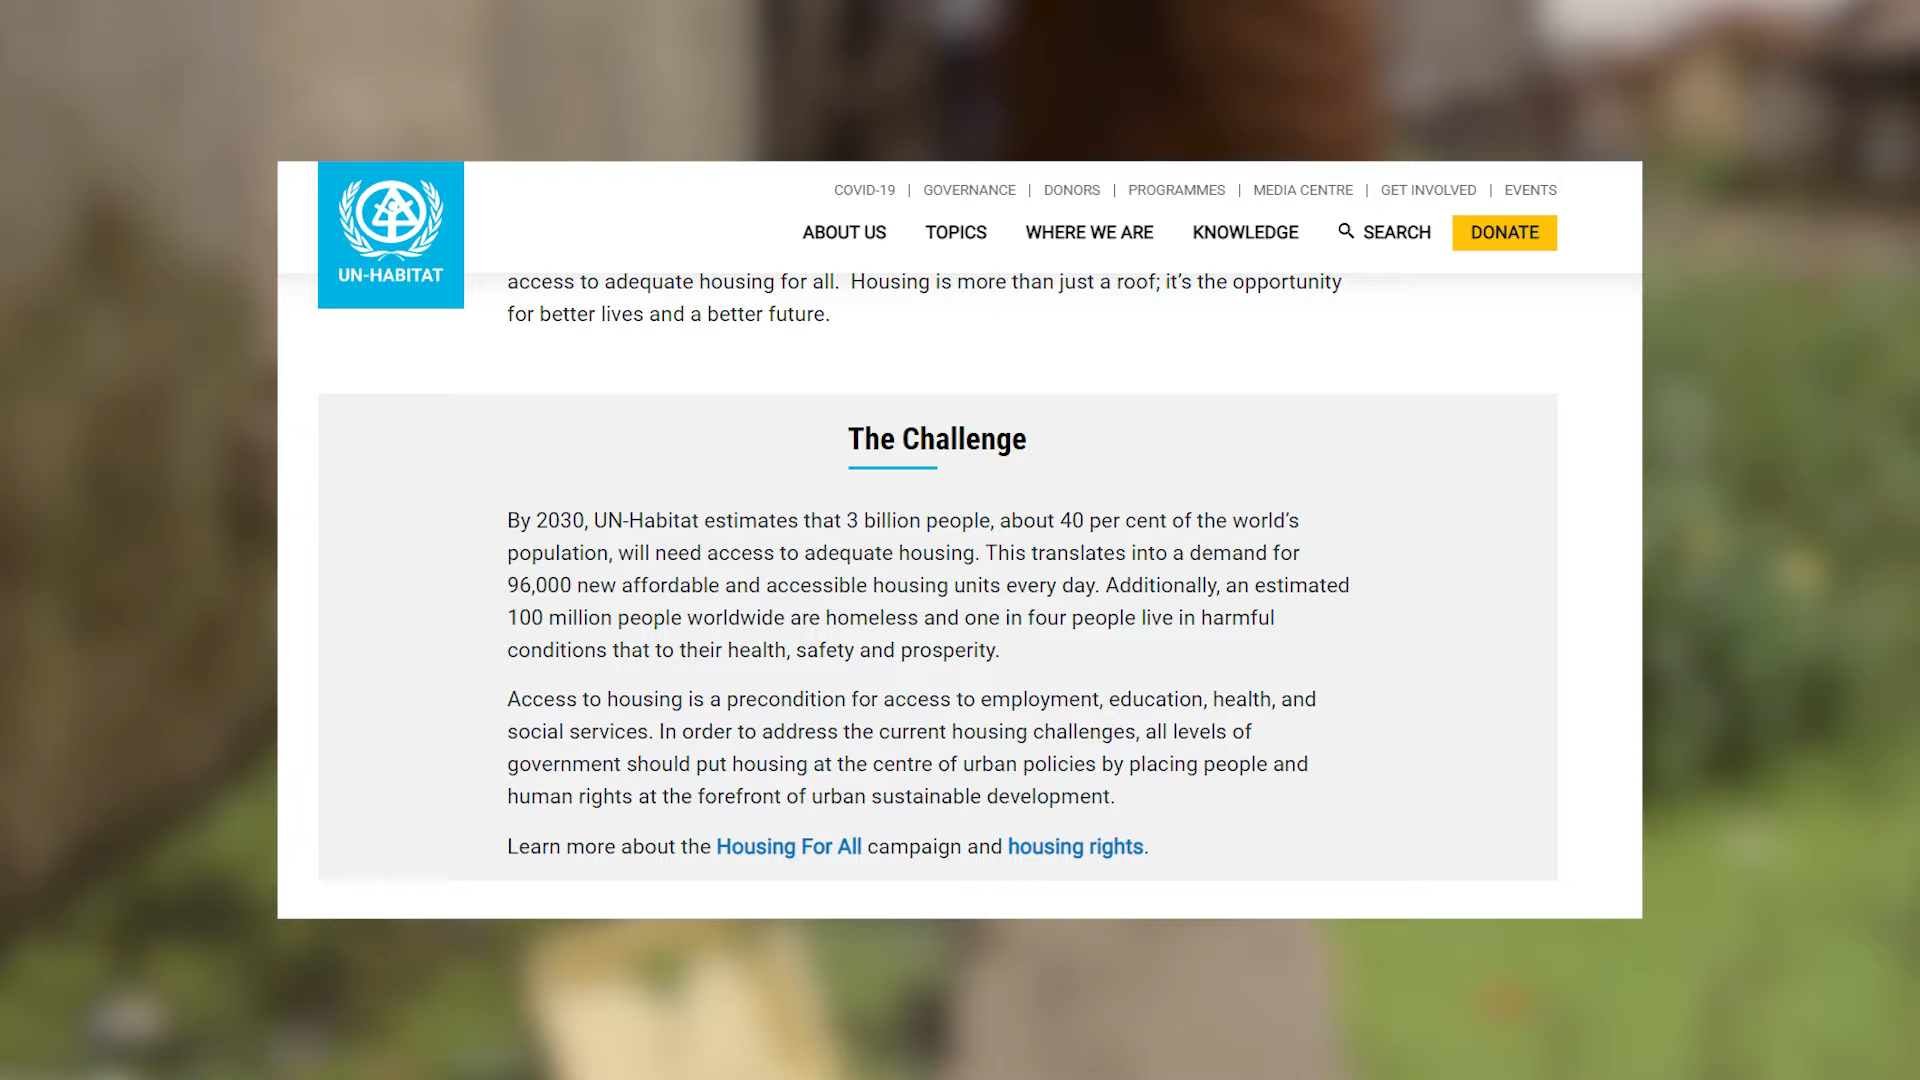 COVID-19 | GOVERNANCE | DONORS | PROGRAMMES | MEDIA CENTRE | GET INVOLVED | EVENTS
ABOUT US TOPICS WHERE WE ARE KNOWLEDGE SEARCH DONATE
UN-HABITAT
access to adequate housing for all.  Housing is more than just a roof; it’s the opportunity
for better lives and a better future.
The Challenge
By 2030, UN-Habitat estimates that 3 billion people, about 40 per cent of the world’s
population, will need access to adequate housing. This translates into a demand for
96,000 new affordable and accessible housing units every day. Additionally, an estimated
100 million people worldwide are homeless and one in four people live in harmful
conditions that to their health, safety and prosperity.
Access to housing is a precondition for access to employment, education, health, and
social services. In order to address the current housing challenges, all levels of
government should put housing at the centre of urban policies by placing people and
human rights at the forefront of urban sustainable development.
Learn more about the Housing For All campaign and housing rights.